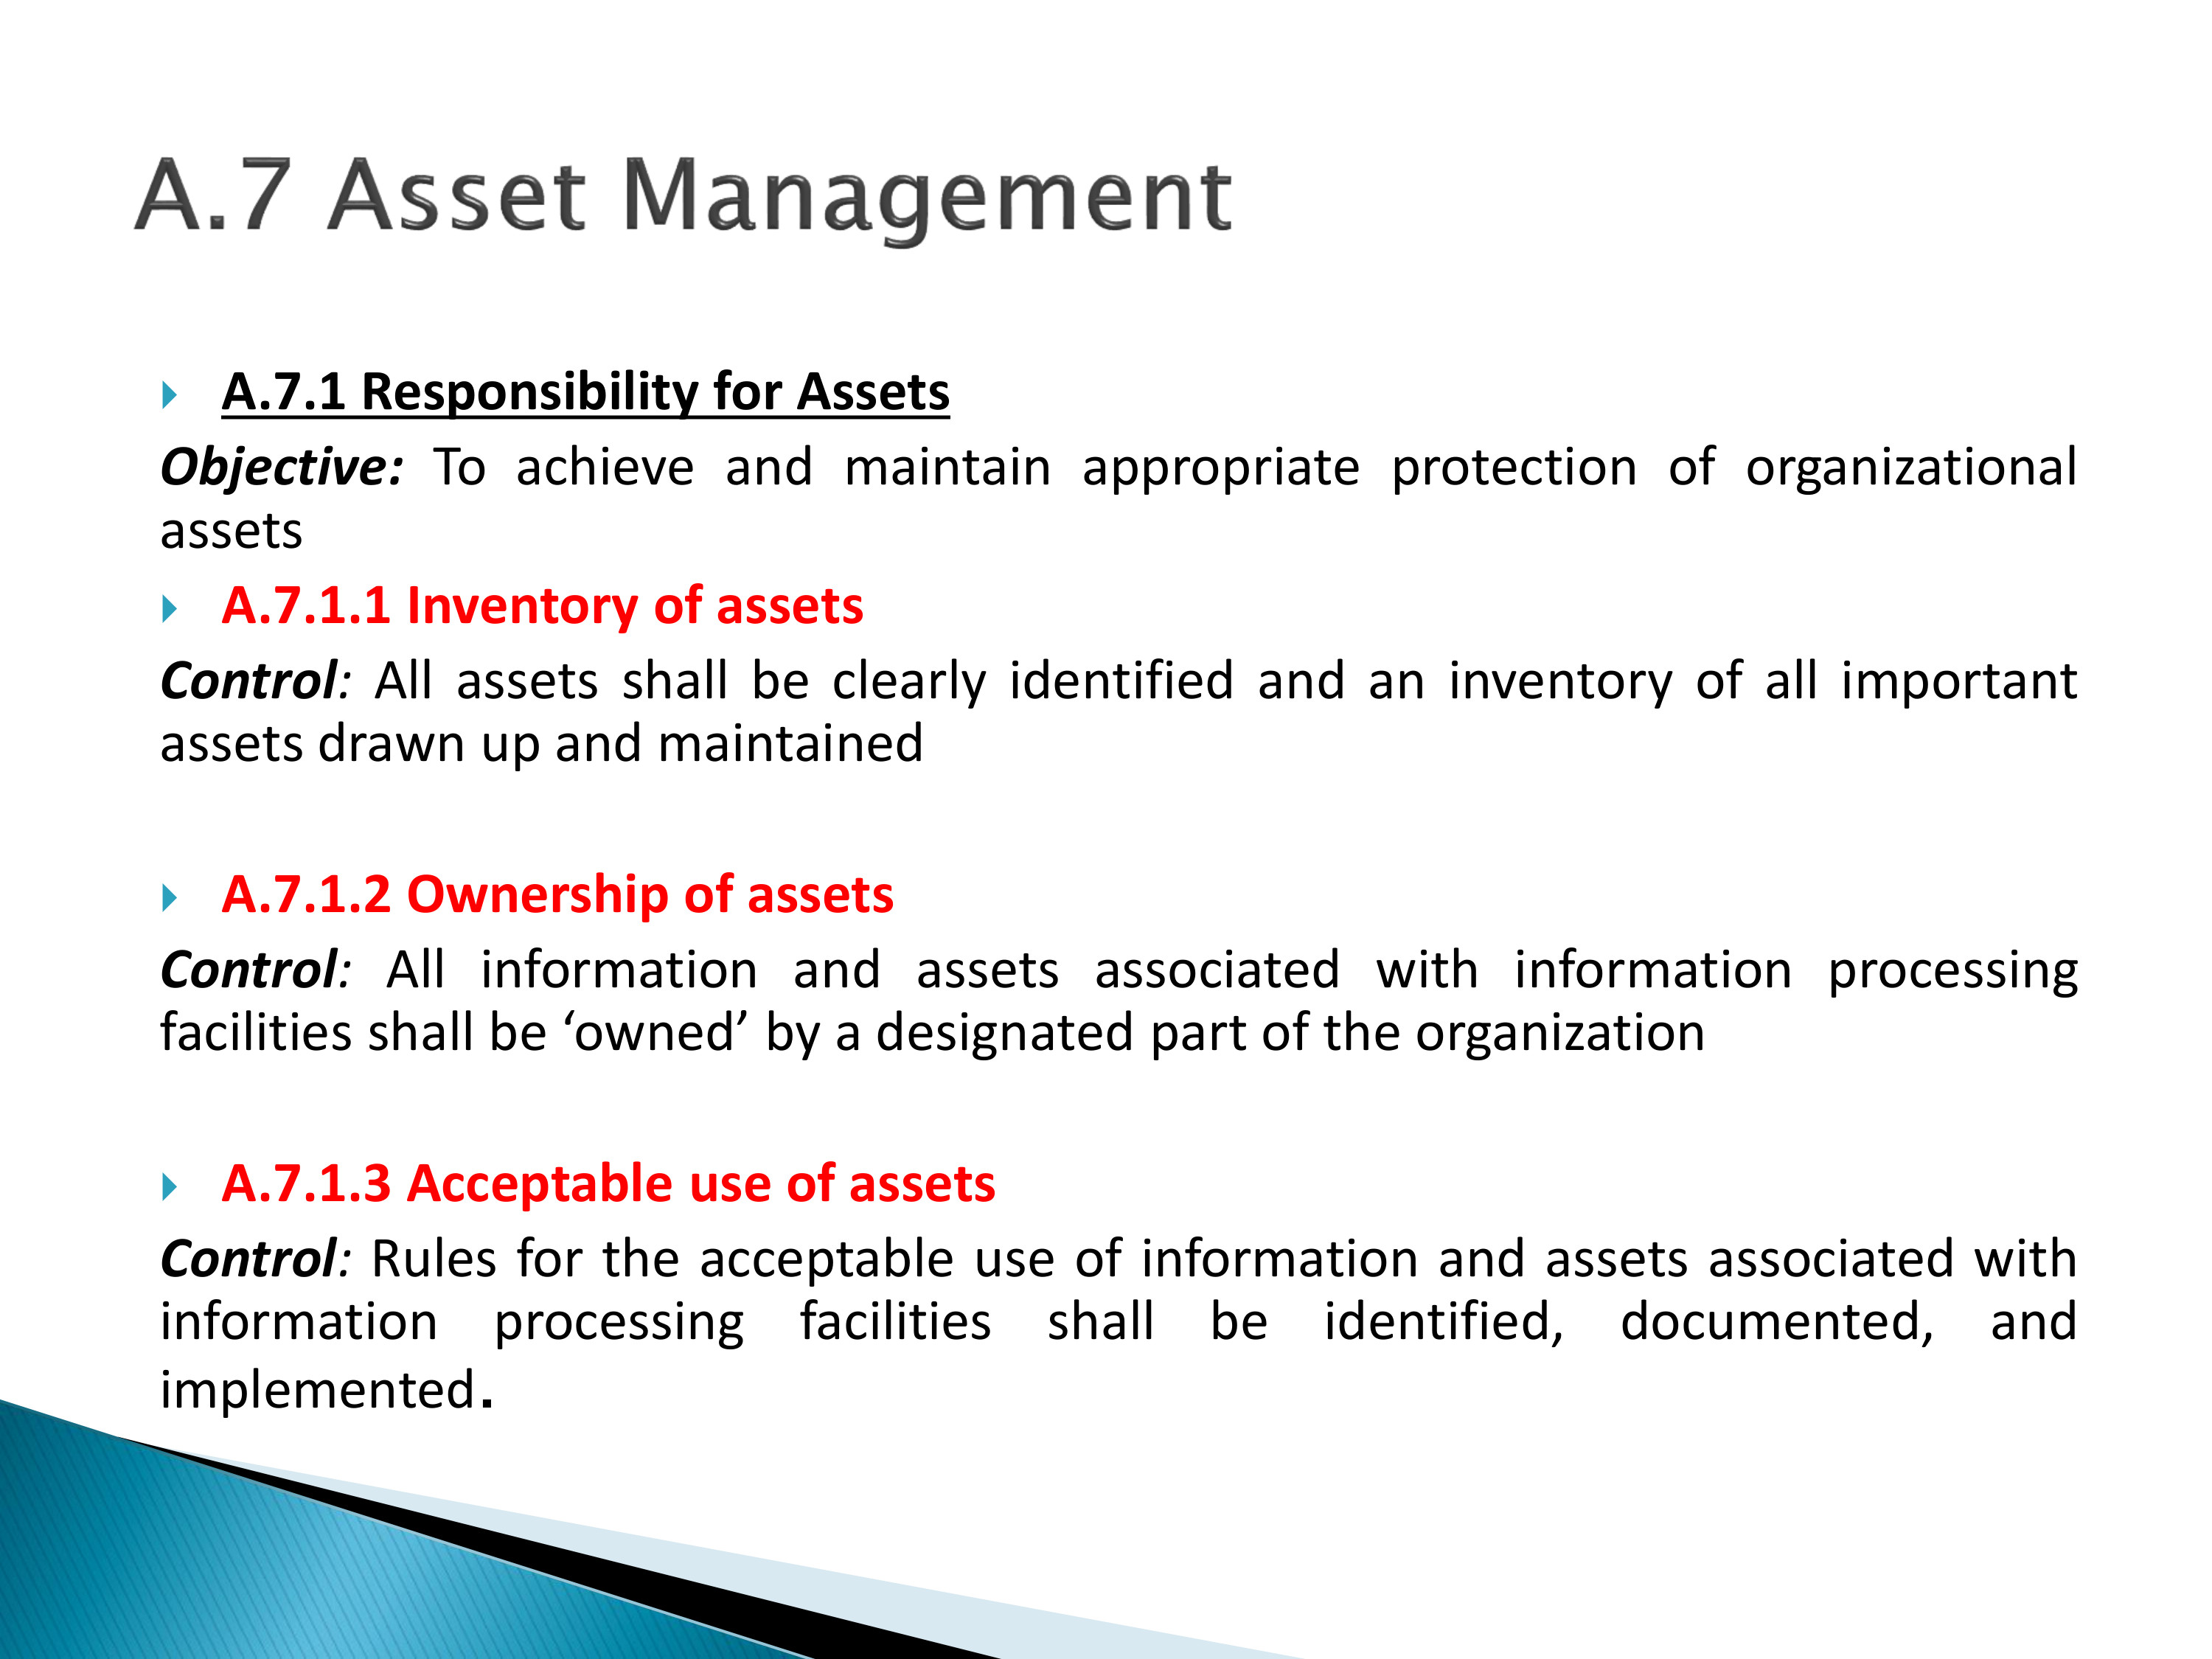 A.7 Asset Management
A.7.1 Responsibility for Assets
Objective: To achieve and maintain appropriate protection of organizational
assets
A.7.1.1 Inventory of assets
Control: All assets shall be clearly identified and an inventory of all important
assets drawn up and maintained
A.7.1.2 Ownership of assets
Control: All information and assets associated with information processing
facilities shall be ‘owned’ by a designated part of the organization
A.7.1.3 Acceptable use of assets
Control: Rules for the acceptable use of information and assets associated with
information processing facilities shall be identified, documented, and
implemented.